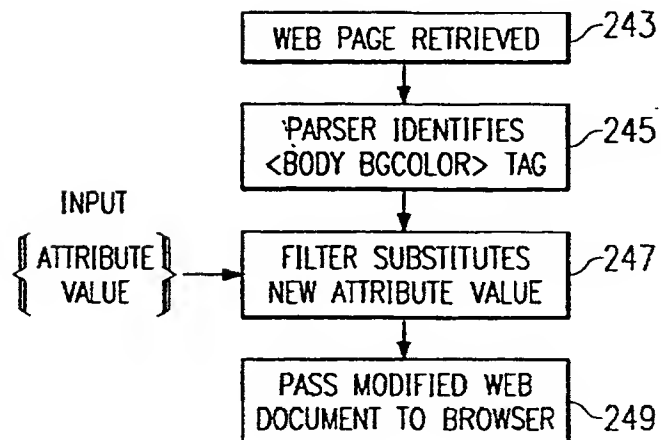 WEB PAGE RETRIEVED
243
PARSER IDENTIFIES
<BODY BGCOLOR> TAG
245
INPUT
ATTRIBUTE
VALUE
FILTER SUBSTITUTES
NEW ATTRIBUTE VALUE
247
PASS MODIFIED WEB
DOCUMENT TO BROWSER
249